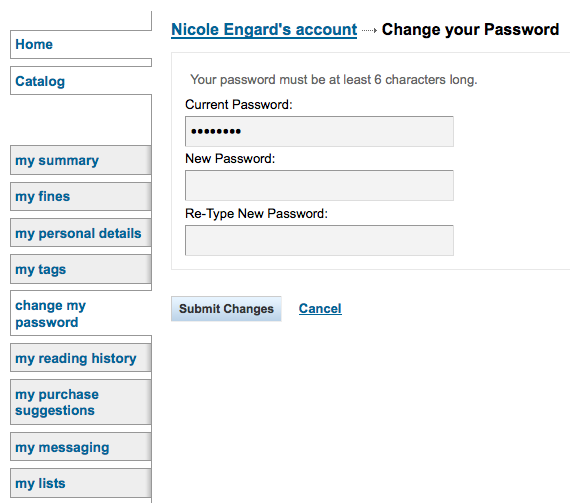 Home
Catalog
my summary
my fines
my personal details
my tags
change my
password
my reading history
my purchase
suggestions
my messaging
my lists
Nicole Engard's account Change your Password
Your password must be at least 6 characters long.
Current Password:
••••••••
New Password:
Re-Type New Password:
Submit Changes Cancel